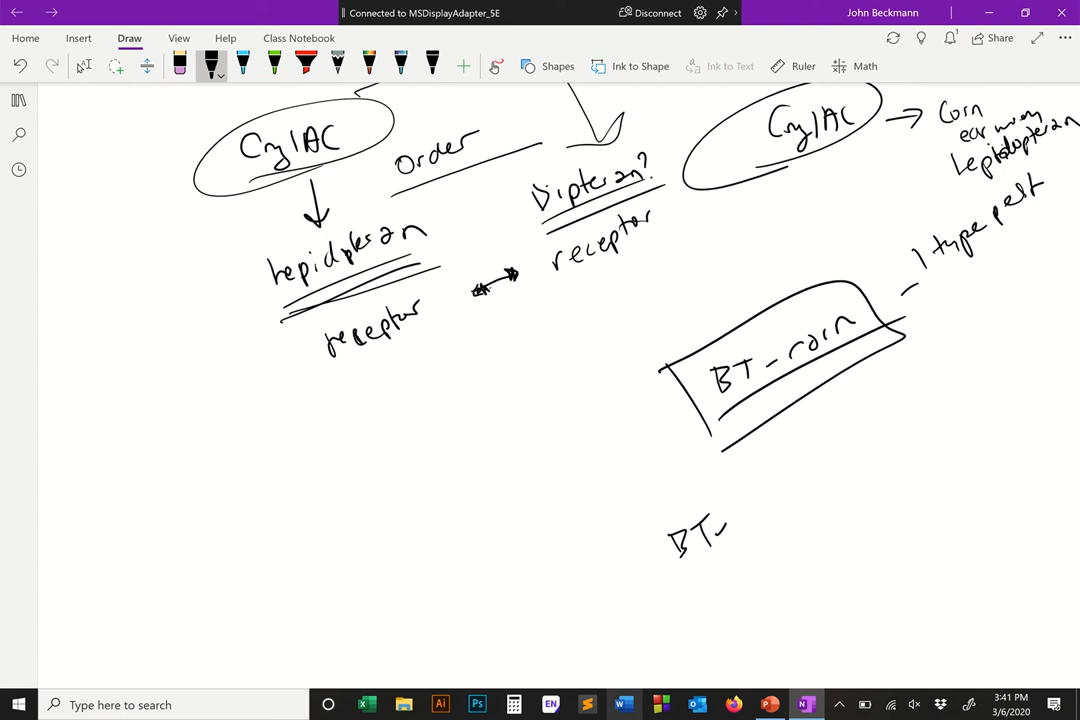 Connected to MSDisplayAdapter_5E
Disconnect
John Beckmann
Home Insert Draw View Help Class Notebook
Share
Shapes Ink to Shape Ink to Text Ruler Math
Cry1AC
Order
Lepidopteran
receptor
Dipteran?
receptor
Cry1AC
Corn
ear worm
Lepidopteran
1 type pest
BT-corn
BT-
Type here to search
EN
3:41 PM
3/6/2020